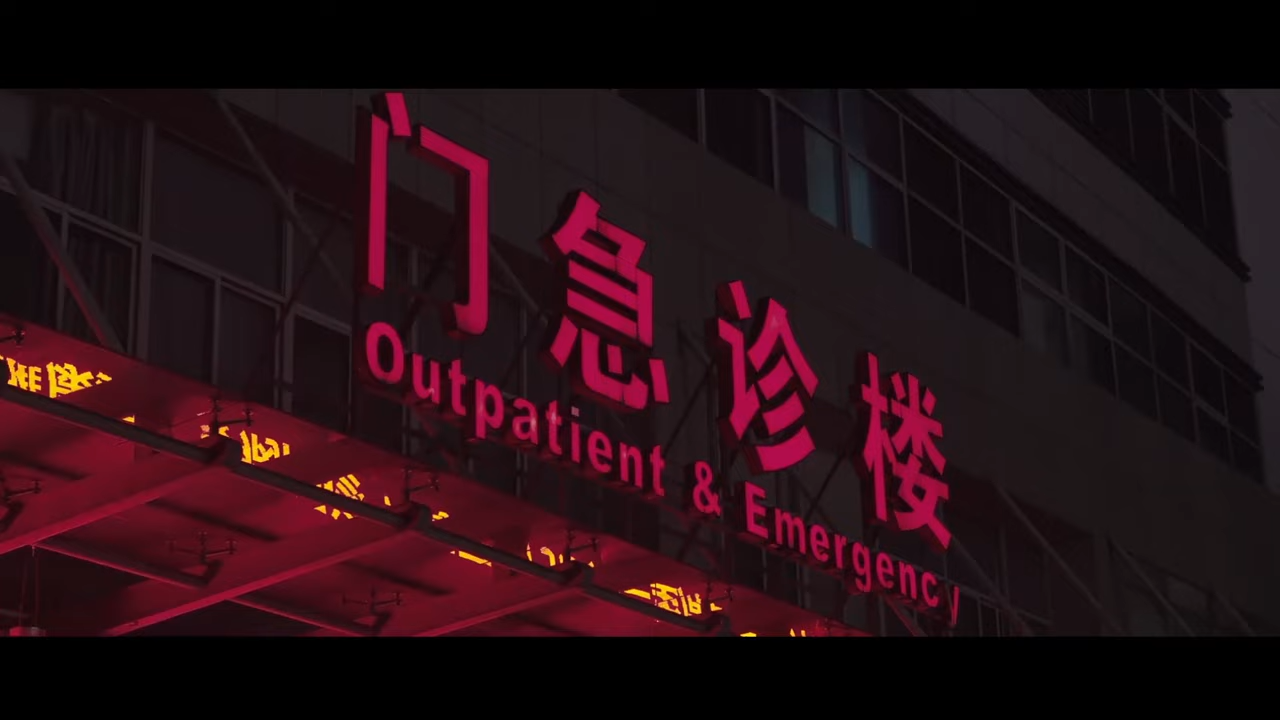 门急诊楼
Outpatient & Emergency